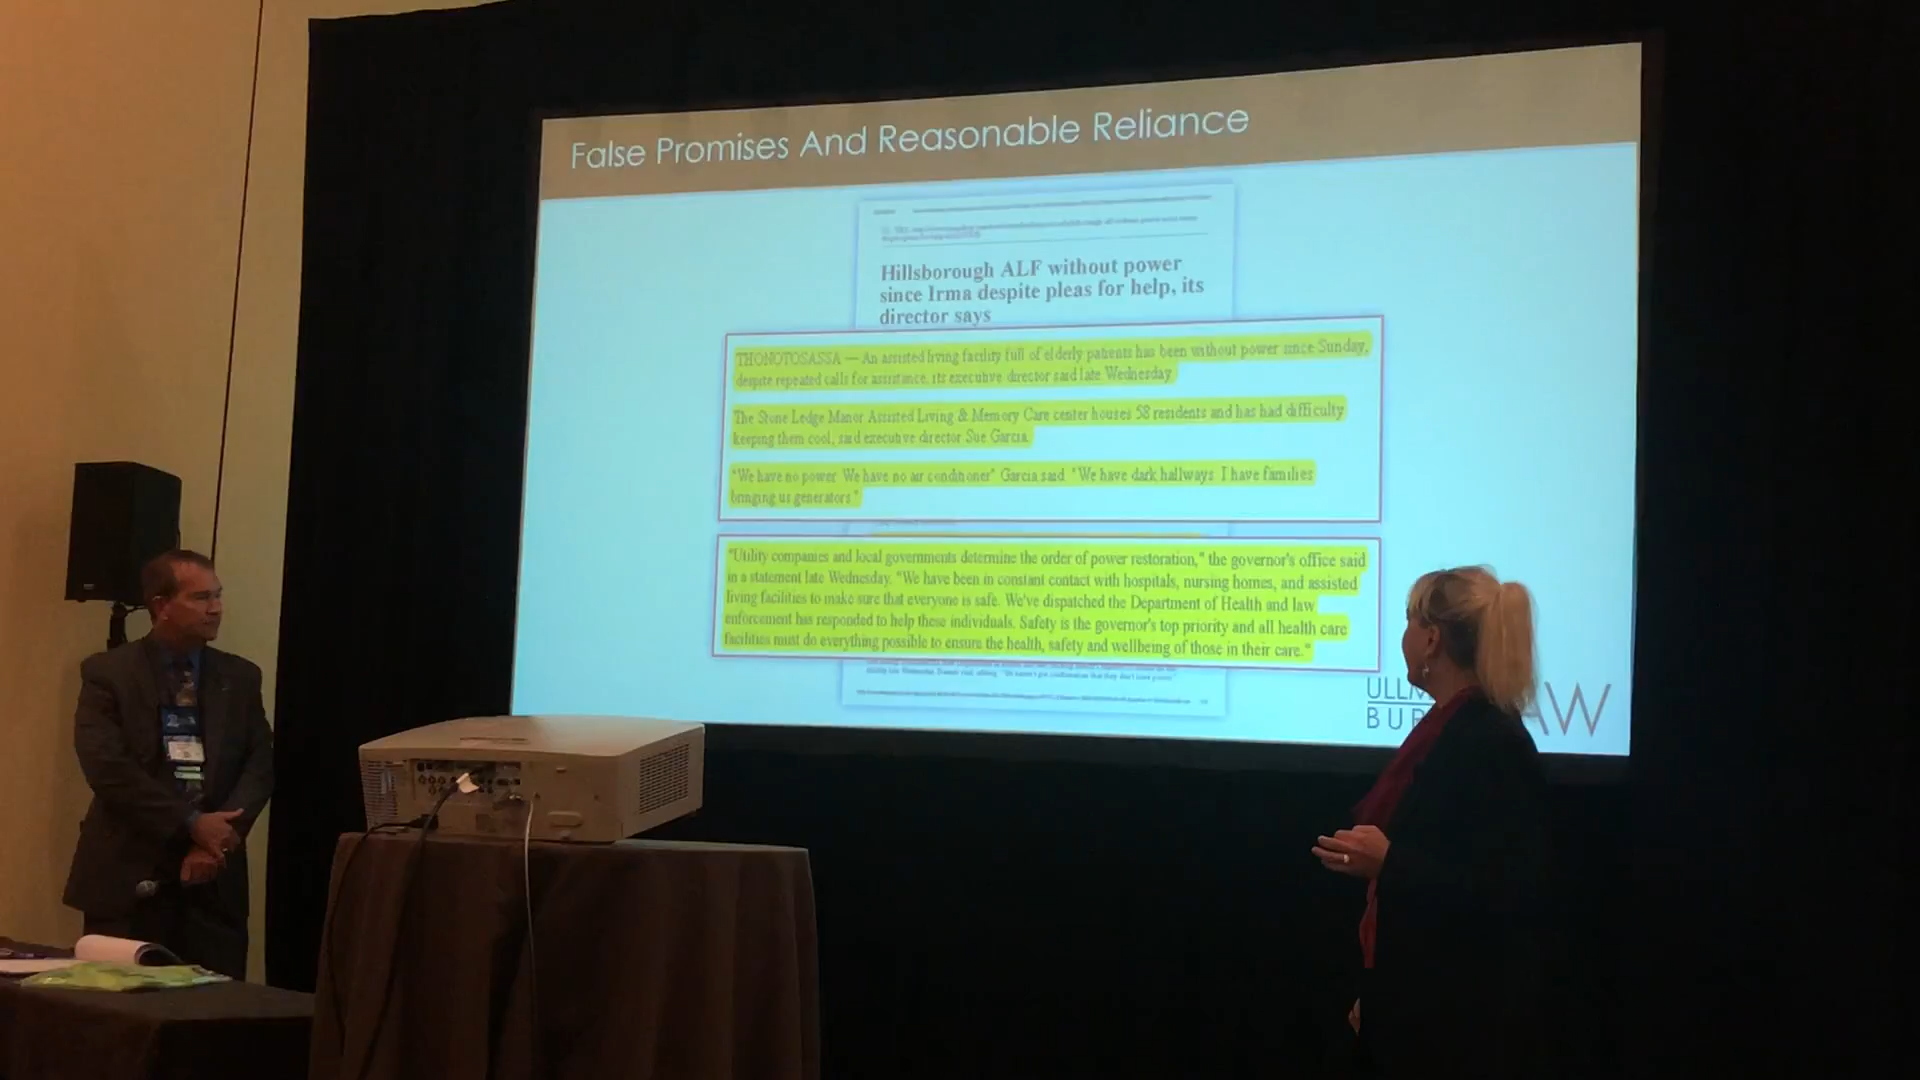 False Promises And Reasonable Reliance
Hillsborough ALF without power
since Irma despite pleas for help, its
director says
THONOTOSASSA — An assisted living facility full of elderly patients has been without power since Sunday,
despite repeated calls for assistance, its executive director said late Wednesday.
The Stone Ledge Manor Assisted Living & Memory Care center houses 58 residents and has had difficulty
keeping them cool, said executive director Sue Garcia.
"We have no power. We have no air conditioner" Garcia said. "We have dark hallways. I have families
bringing us generators."
"Utility companies and local governments determine the order of power restoration," the governor's office said
in a statement late Wednesday. "We have been in constant contact with hospitals, nursing homes, and assisted
living facilities to make sure that everyone is safe. We've dispatched the Department of Health and law
enforcement has responded to help these individuals. Safety is the governor's top priority and all health care
facilities must do everything possible to ensure the health, safety and wellbeing of those in their care."
ULLM
BUR AW